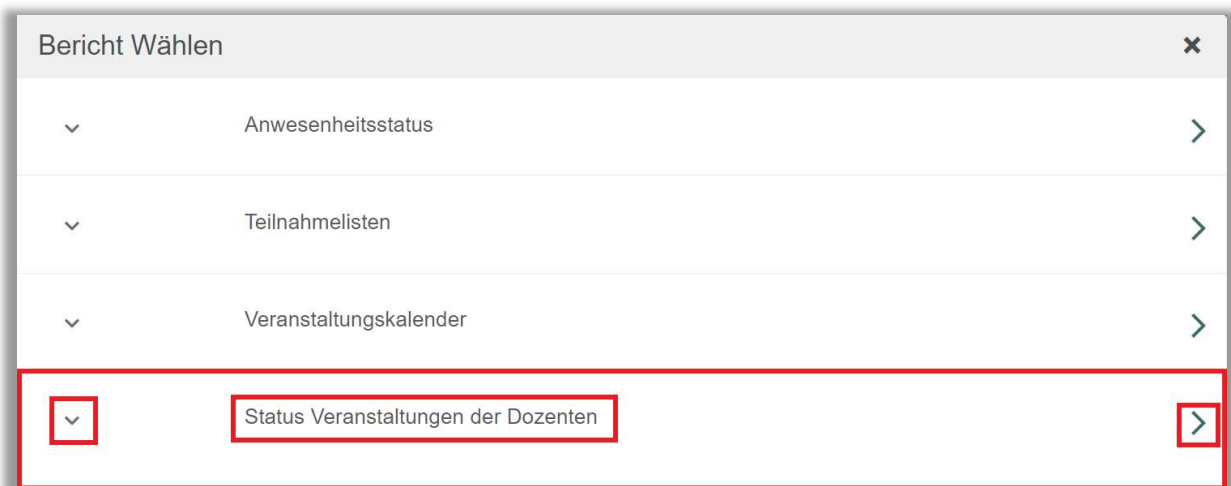 Bericht Wählen
Anwesenheitsstatus
Teilnahmelisten
Veranstaltungskalender
Status Veranstaltungen der Dozenten